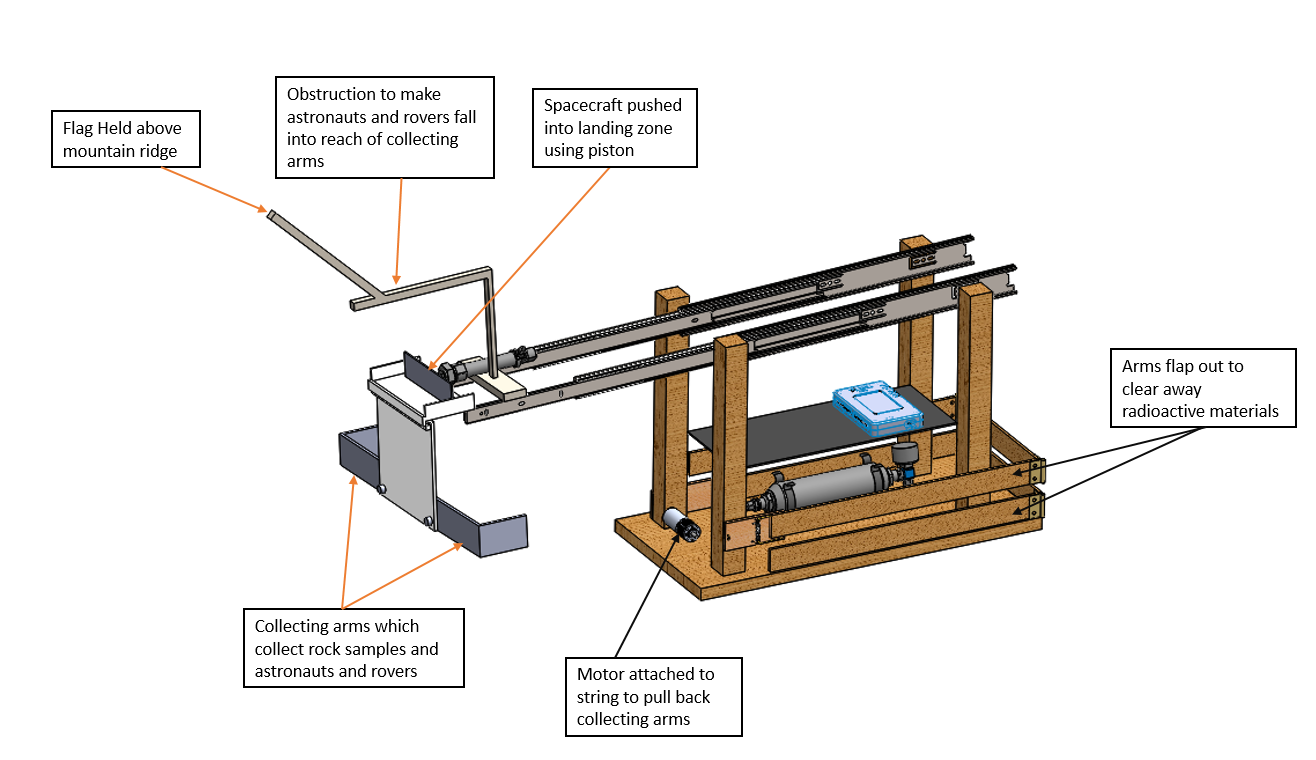 Flag Held above
mountain ridge
Obstruction to make
astronauts and rovers fall
into reach of collecting
arms
Spacecraft pushed
into landing zone
using piston
Arms flap out to
clear away
radioactive materials
Collecting arms which
collect rock samples and
astronauts and rovers
Motor attached to
string to pull back
collecting arms